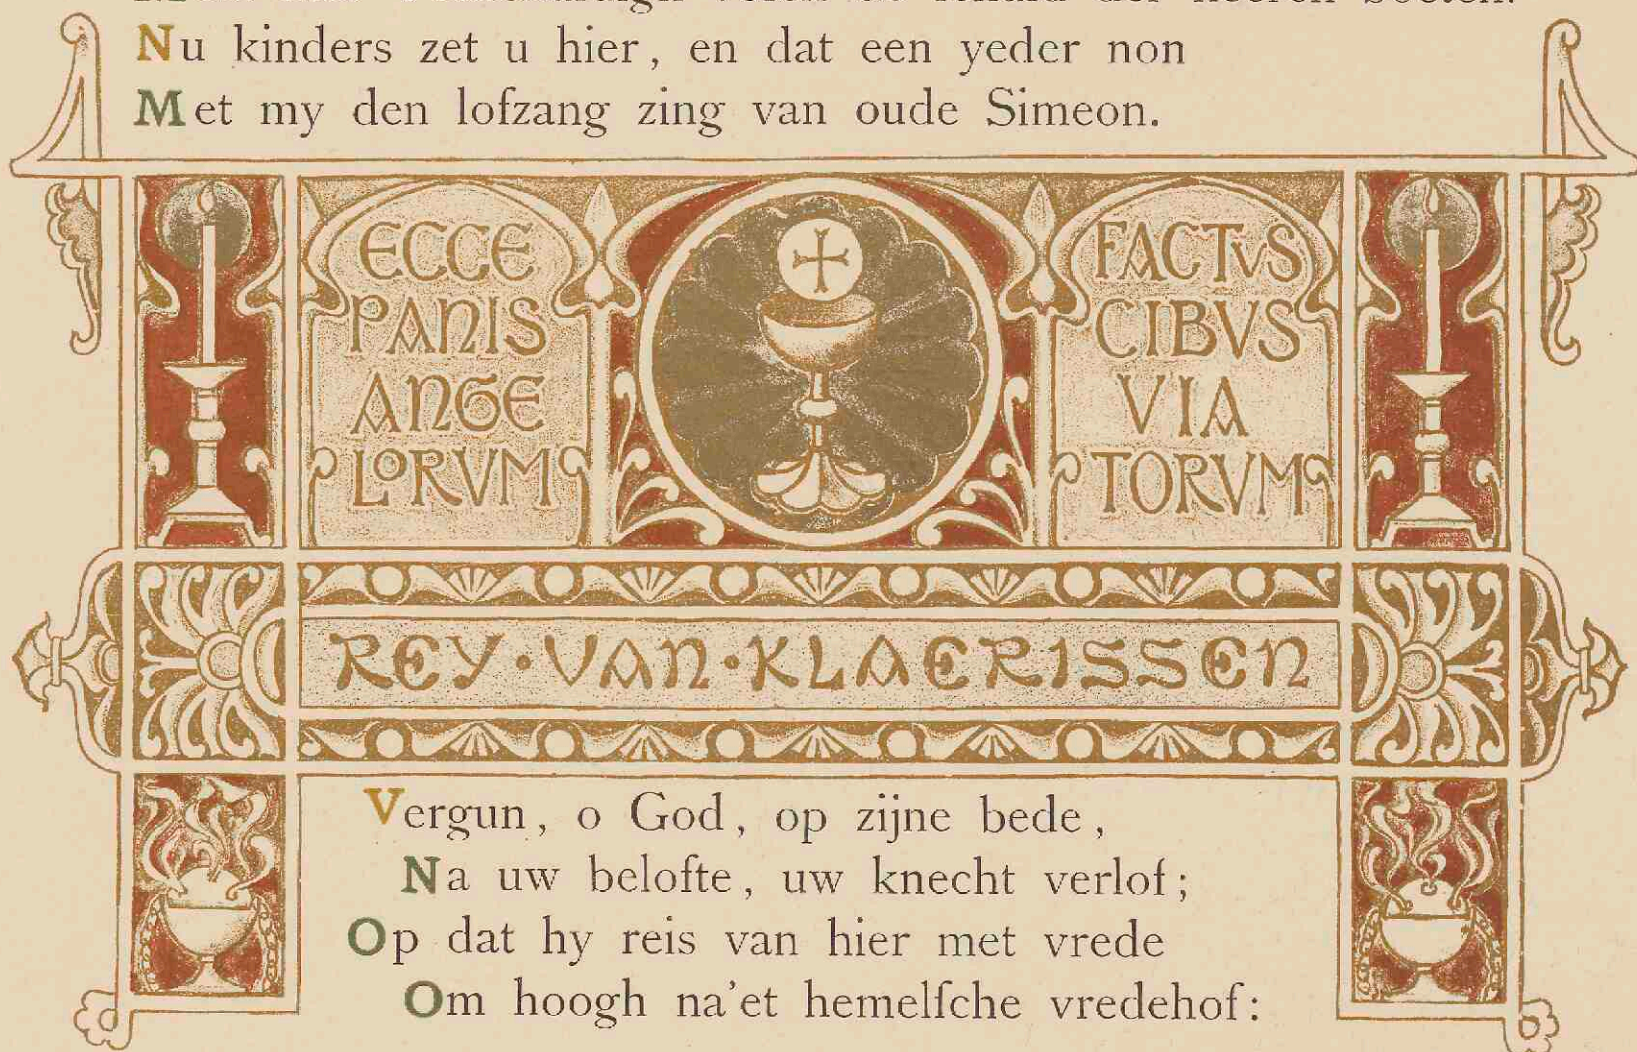 der
Nu kinders zet u hier, en dat een yeder non
Met my den lofzang zing van oude Simeon.
ECCE
PANIS
ANGE
LORVM
FACTVS
CIBVS
VIA
TORVM
REY·VAN·KLAERISSEN
Vergun, o God, op zijne bede,
Na uw belofte, uw knecht verlof;
Op dat hy reis van hier met vrede
Om hoogh na'et hemelſche vredehof: